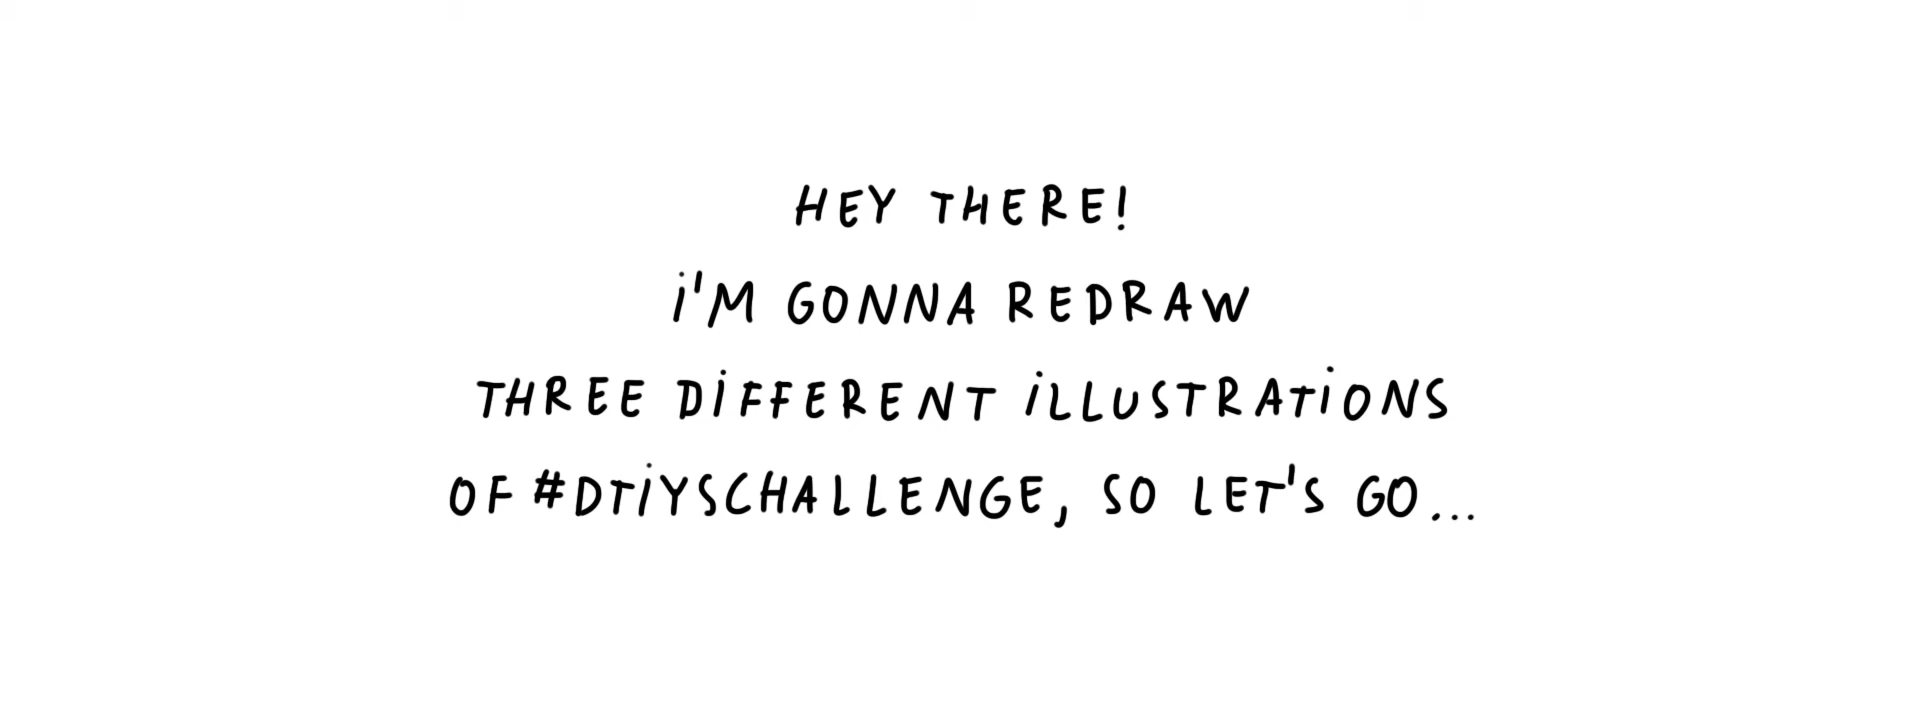 HEY THERE!
i'M GONNA REDRAW
THREE DiFFERENT iLLUSTRATiONS
OF #DTiYSCHALLENGE, SO LET'S GO...